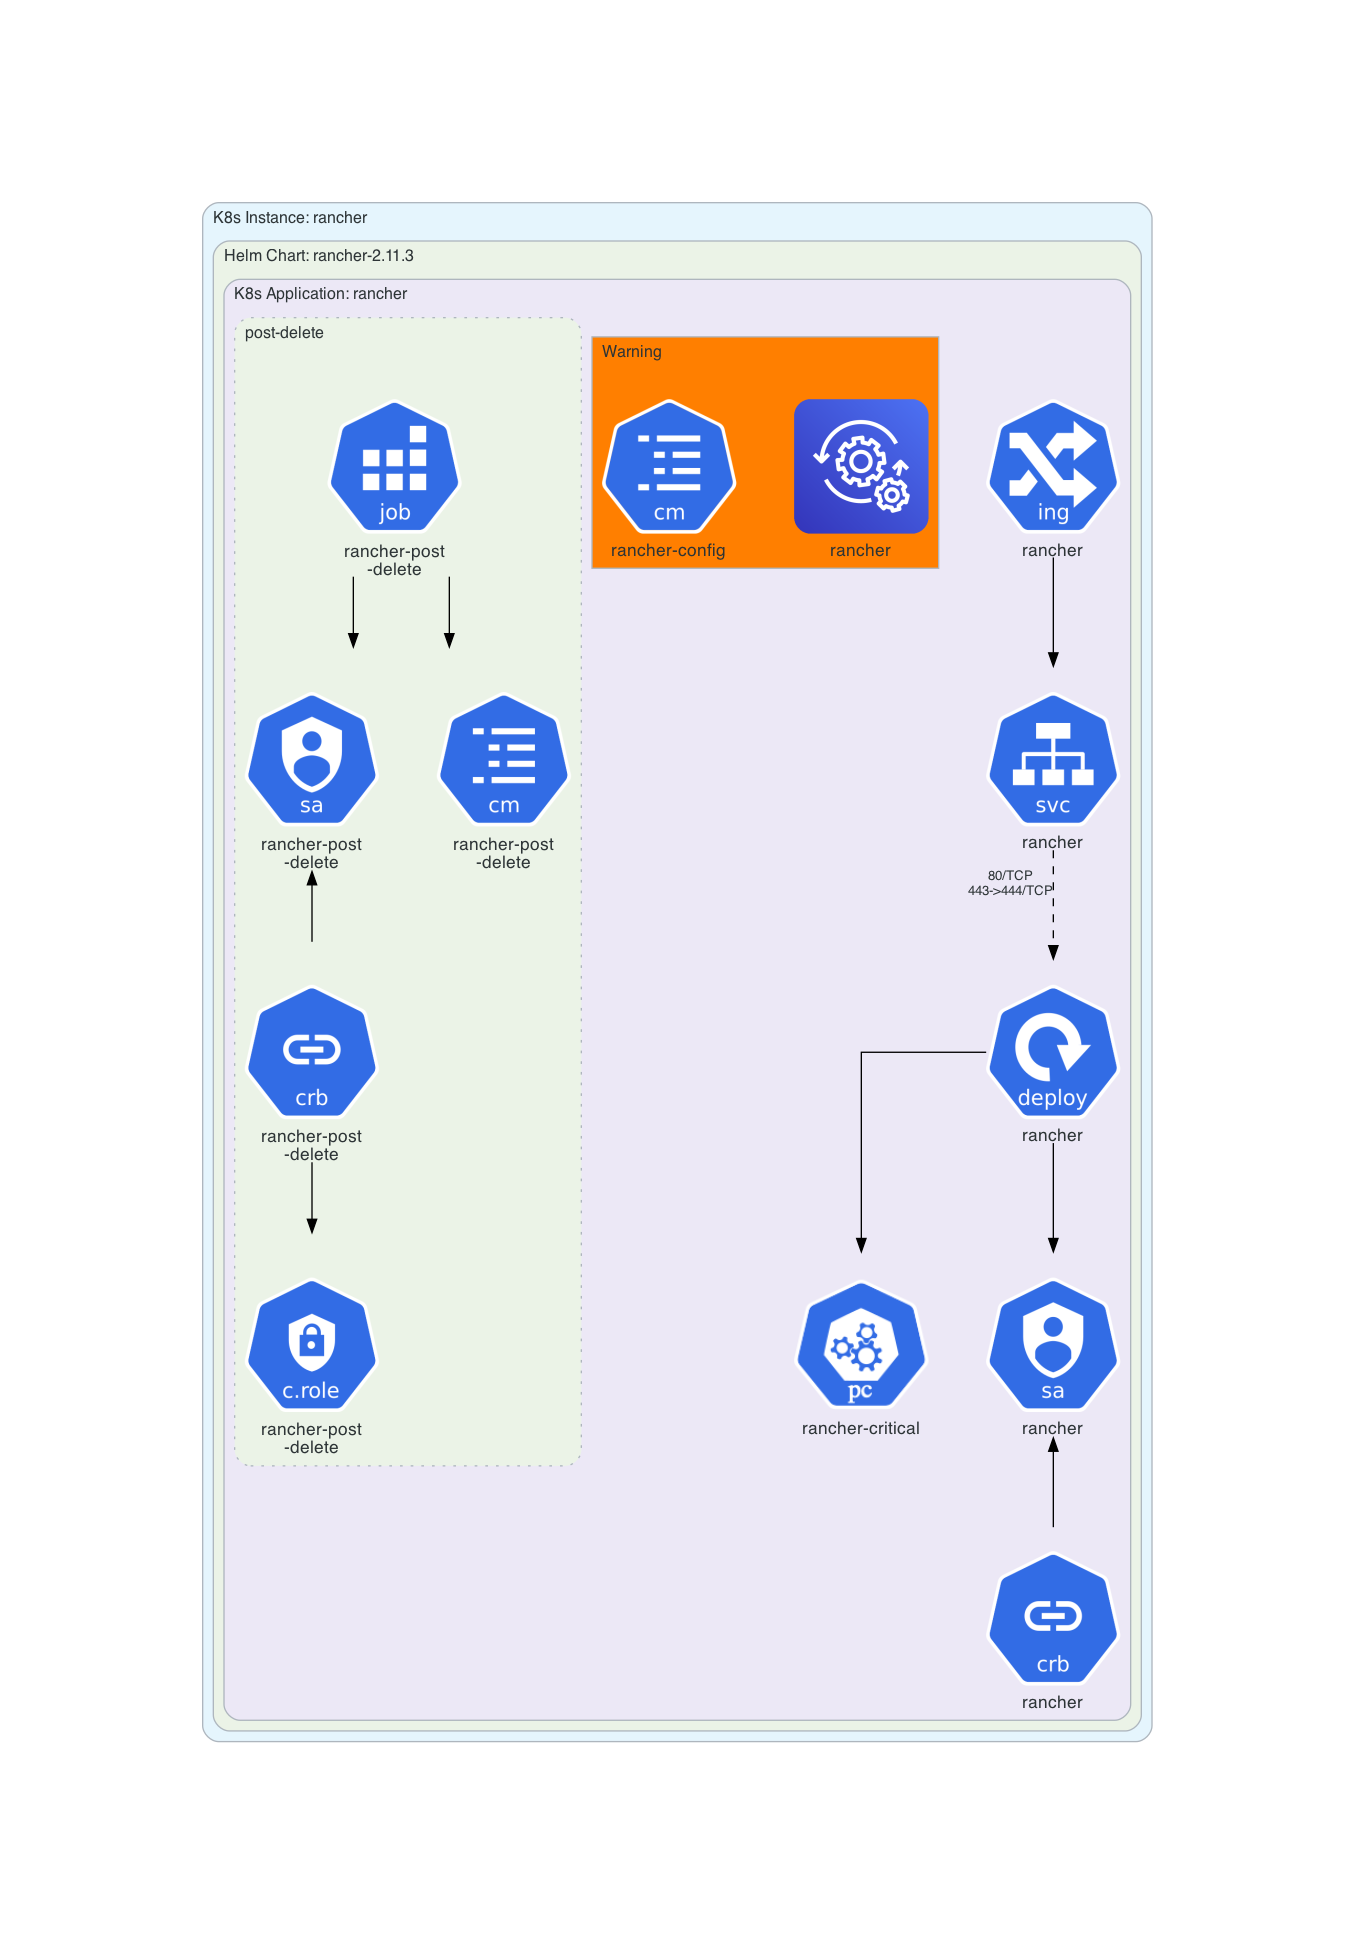 K8s Instance: rancher
Helm Chart: rancher-2.11.3
K8s Application: rancher
post-delete
Warning
job
rancher-post
-delete
cm
rancher-config
rancher
ing
rancher
sa
rancher-post
-delete
cm
rancher-post
-delete
svc
rancher
80/TCP
443->444/TCP
crb
rancher-post
-delete
deploy
rancher
c.role
rancher-post
-delete
pc
rancher-critical
sa
rancher
crb
rancher